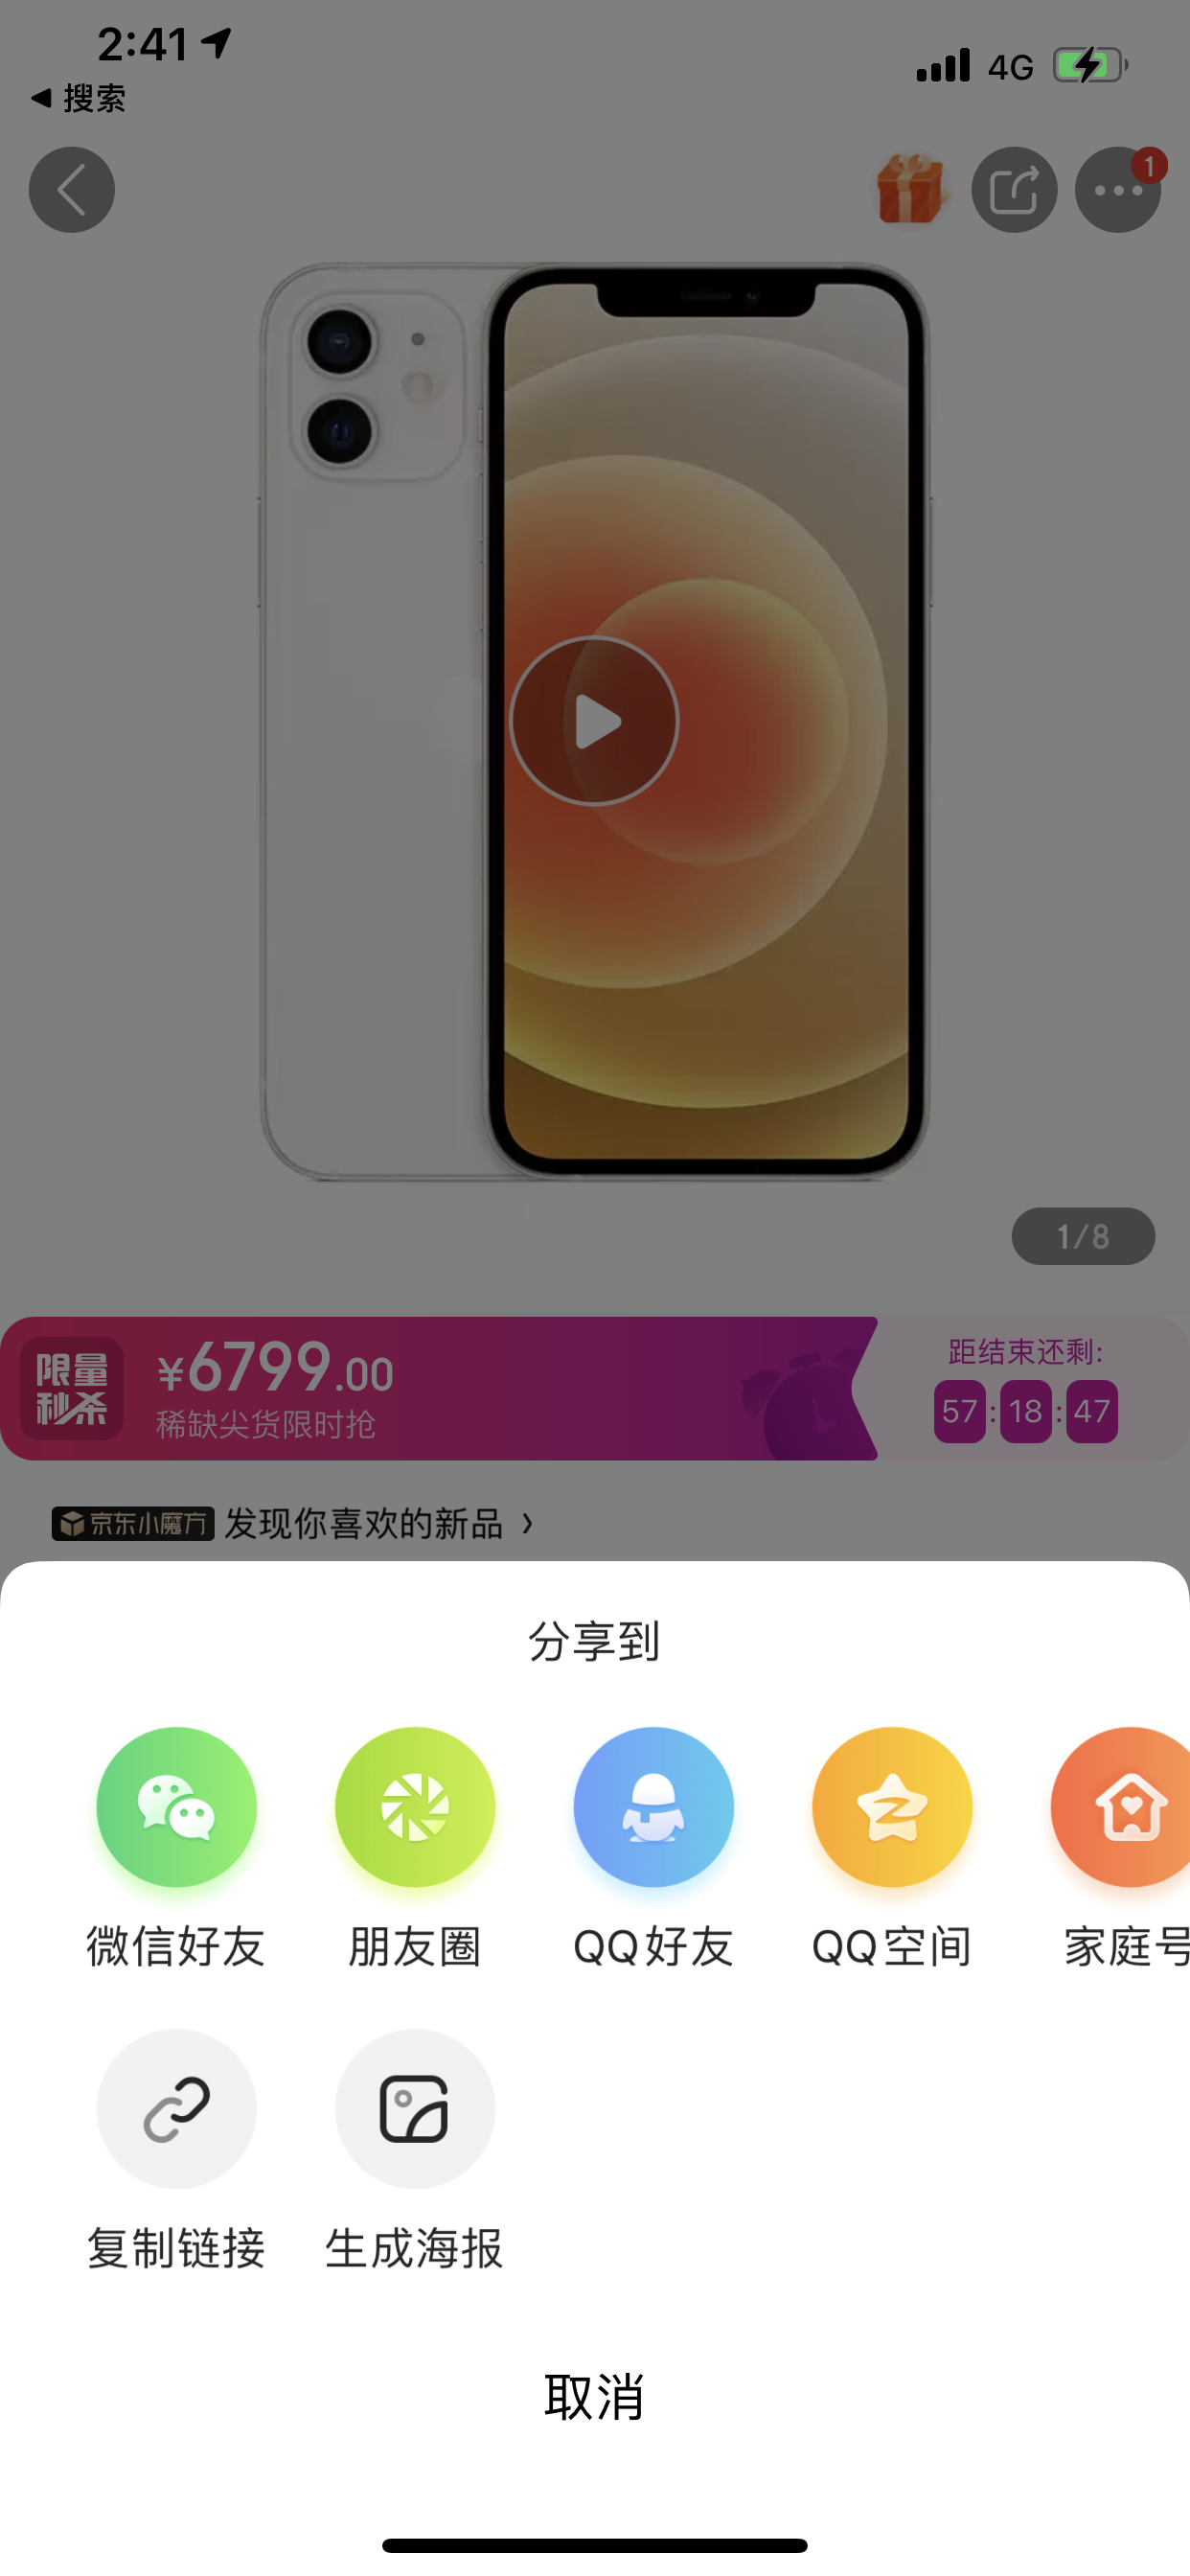 2:41
4G
搜索
1
1/8
限量
秒杀
¥6799.00
稀缺尖货限时抢
距结束还剩:
57:18:47
京东小魔方 发现你喜欢的新品 ›
分享到
微信好友 朋友圈 QQ好友 QQ空间 家庭号
复制链接 生成海报
取消